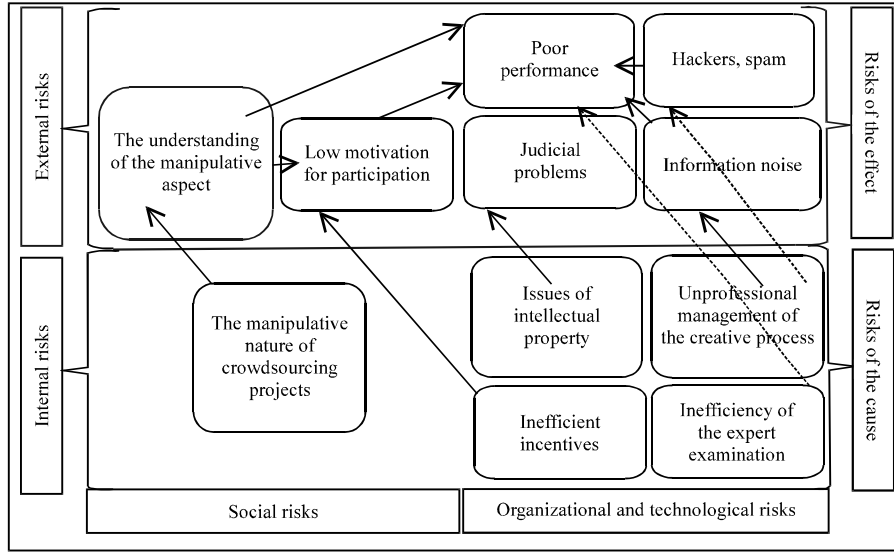 External risks
The understanding
of the manipulative
aspect
Low motivation
for participation
Poor
performance
Hackers, spam
Judicial
problems
Information noise
Risks of the effect
Internal risks
The manipulative
nature of
crowdsourcing
projects
Issues of
intellectual
property
Unprofessional
management of
the creative process
Inefficient
incentives
Inefficiency of
the expert
examination
Risks of the cause
Social risks
Organizational and technological risks